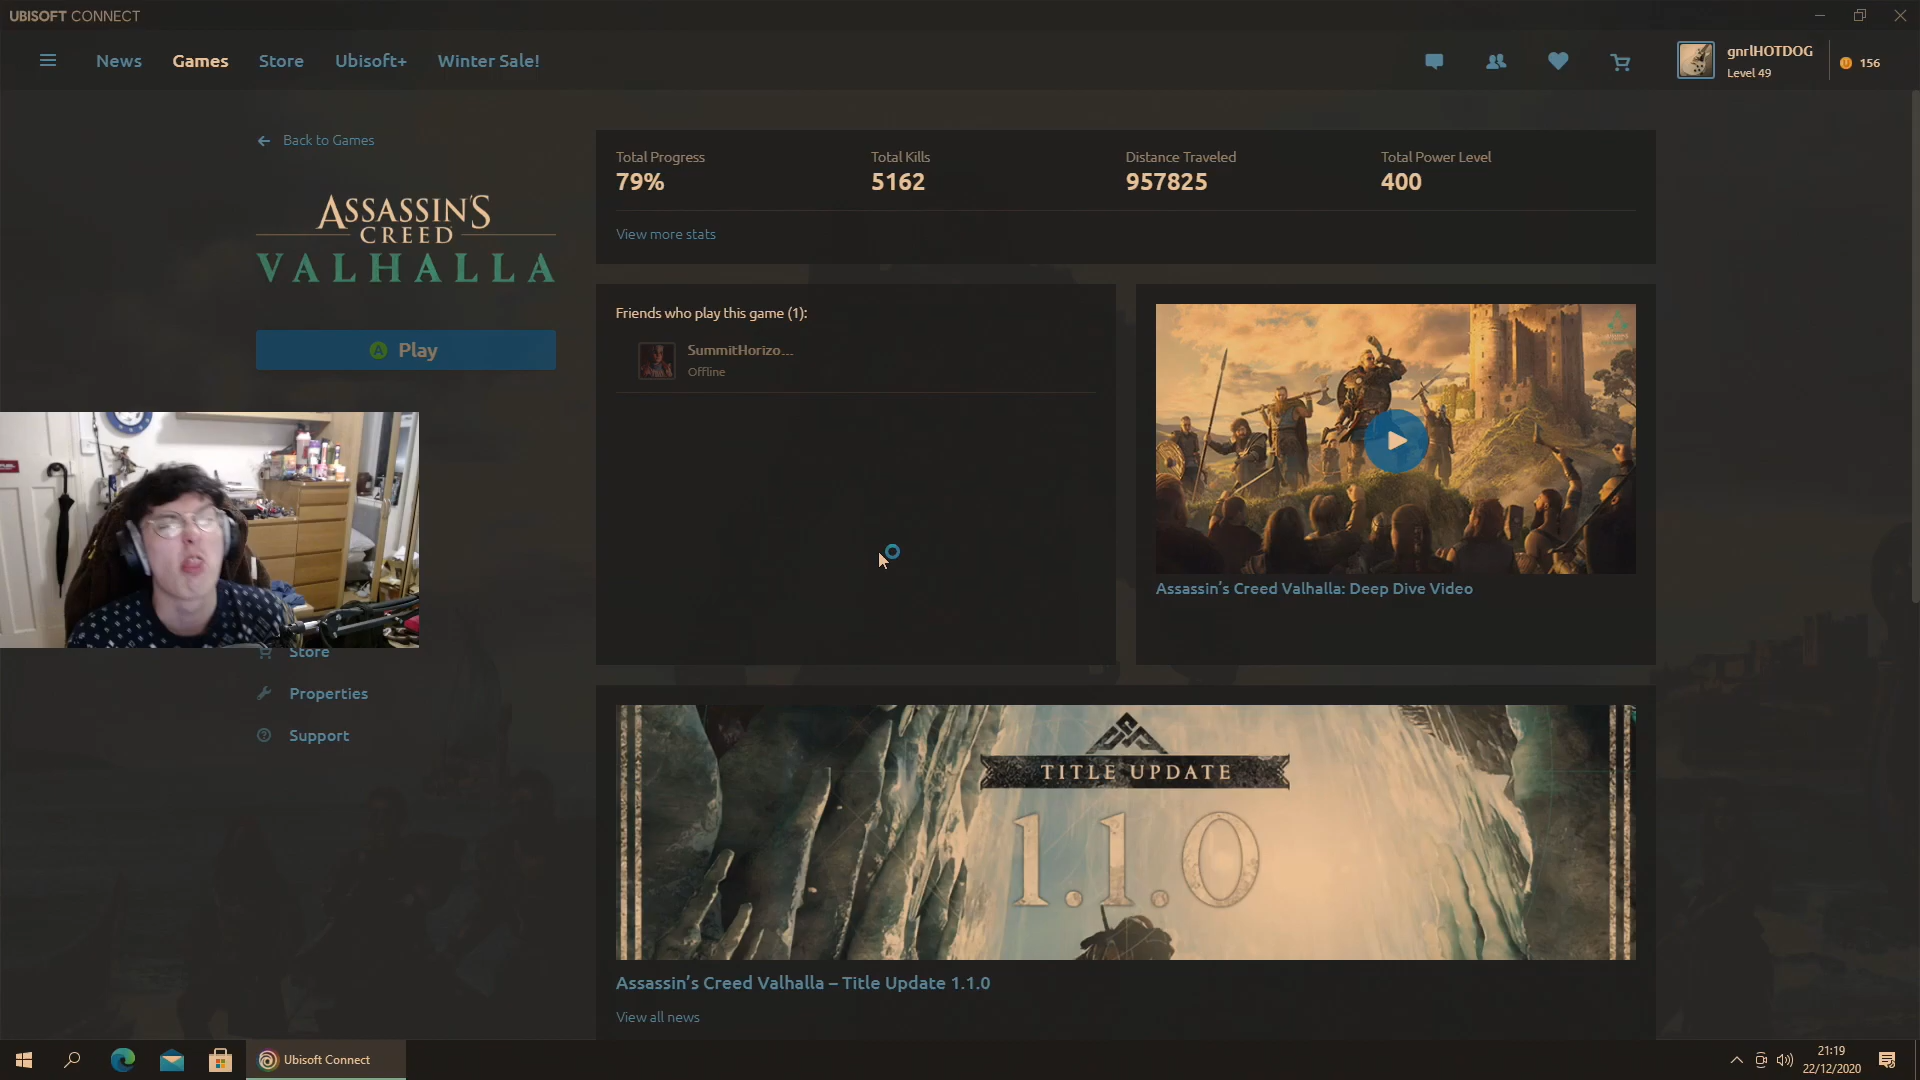 UBISOFT CONNECT
News
Games
Store
Ubisoft+
Winter Sale!
gnrlHOTDOG
Level 49
156
Back to Games
ASSASSIN'S
CREED
VALHALLA
A Play
Total Progress
79%
Total Kills
5162
Distance Traveled
957825
Total Power Level
400
View more stats
Friends who play this game (1):
SummitHorizo...
Offline
Assassin’s Creed Valhalla: Deep Dive Video
Store
Properties
Support
TITLE UPDATE
1.1.0
Assassin’s Creed Valhalla – Title Update 1.1.0
View all news
Ubisoft Connect
21:19
22/12/2020